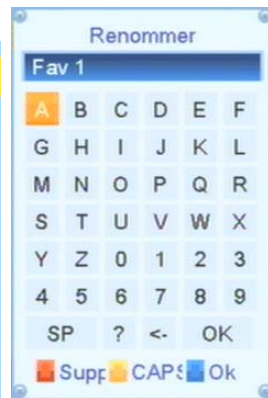 Renommer
Fav 1
A B C D E F
G H I J K L
M N O P Q R
S T U V W X
Y Z 0 1 2 3
4 5 6 7 8 9
SP ? <- OK
Supp CAPS Ok